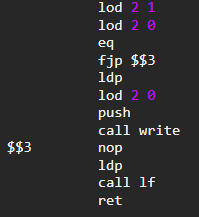 lod 2 1
lod 2 0
eq
fjp $$3
ldp
lod 2 0
push
call write
$$3 nop
ldp
call lf
ret